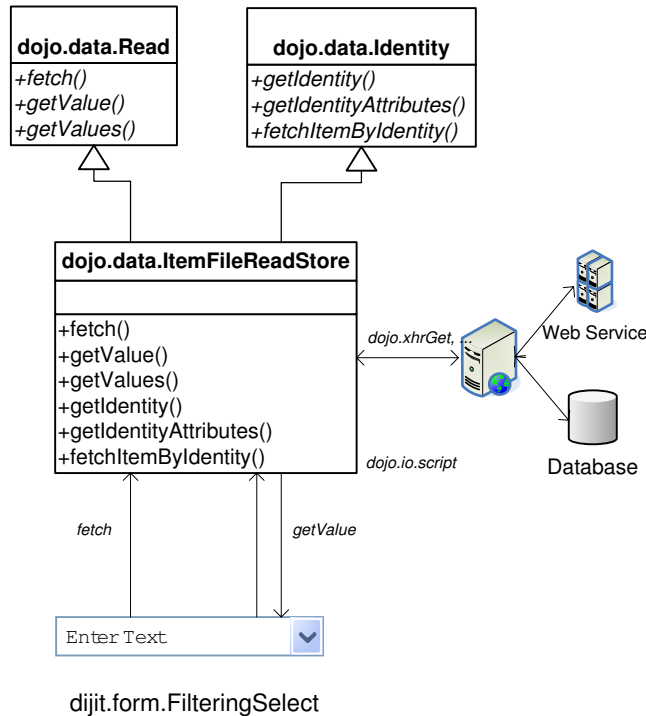 dojo.data.Read
+fetch()
+getValue()
+getValues()
dojo.data.Identity
+getIdentity()
+getIdentityAttributes()
+fetchItemByIdentity()
dojo.data.ItemFileReadStore
+fetch()
+getValue()
+getValues()
+getIdentity()
+getIdentityAttributes()
+fetchItemByIdentity()
dojo.xhrGet, ...
Web Service
Database
dojo.io.script
fetch
getValue
Enter Text
dijit.form.FilteringSelect